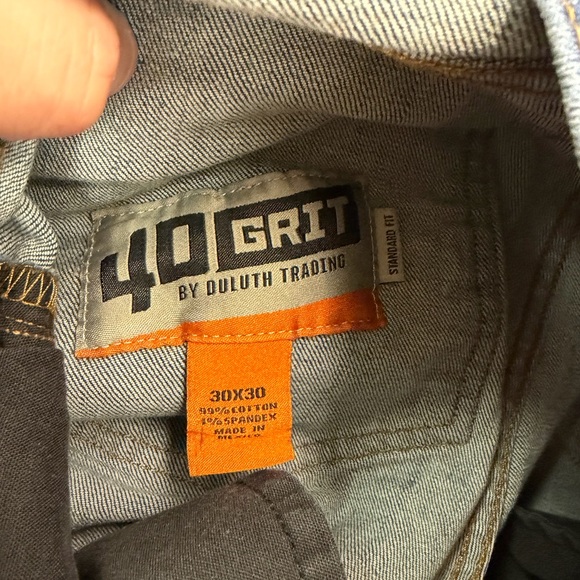 40 GRIT
BY DULUTH TRADING
STANDARD FIT
30X30
99% COTTON
1% SPANDEX
MADE IN
MEXICO